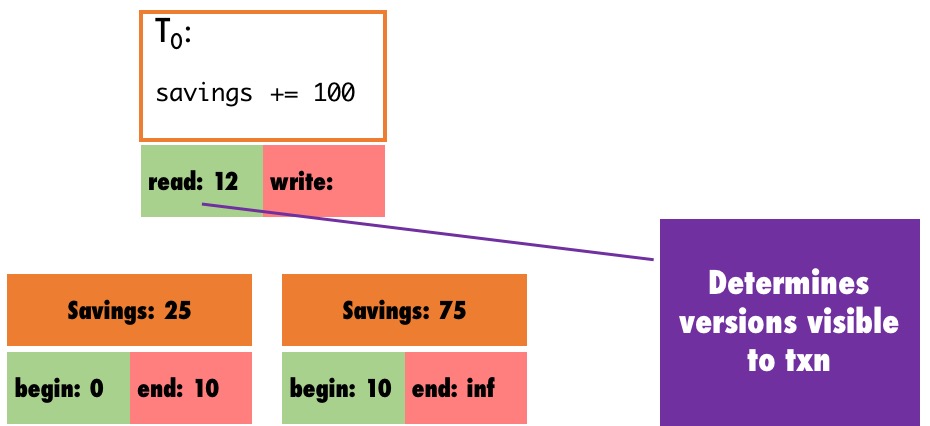 T₀:
savings += 100
read: 12 write:
Savings: 25 Savings: 75
begin: 0 end: 10 begin: 10 end: inf
Determines
versions visible
to txn